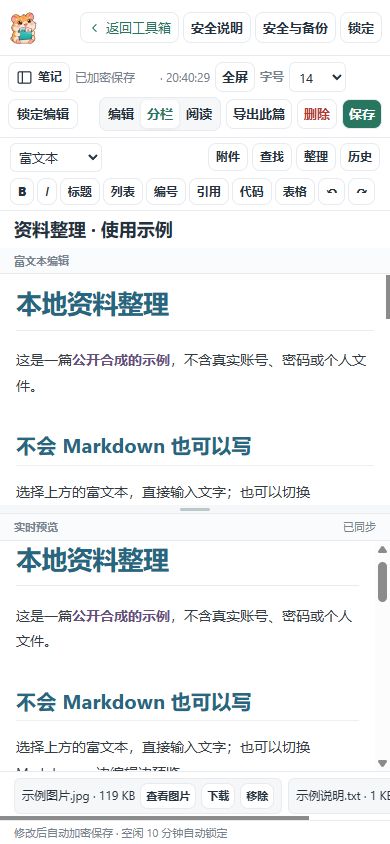 返回工具箱 安全说明 安全与备份 锁定
笔记 已加密保存 · 20:40:29 全屏 字号 14
锁定编辑 编辑 分栏 阅读 导出此篇 删除 保存
富文本 附件 查找 整理 历史
B I 标题 列表 编号 引用 代码 表格
资料整理 · 使用示例
富文本编辑
本地资料整理
这是一篇公开合成的示例，不含真实账号、密码或个人文
件。
不会 Markdown 也可以写
选择上方的富文本，直接输入文字；也可以切换
实时预览 已同步
本地资料整理
这是一篇公开合成的示例，不含真实账号、密码或个人
文件。
不会 Markdown 也可以写
选择上方的富文本，直接输入文字；也可以切换
示例图片.jpg · 119 KB 查看图片 下载 移除 示例说明.txt · 1 KB
修改后自动加密保存 · 空闲 10 分钟自动锁定